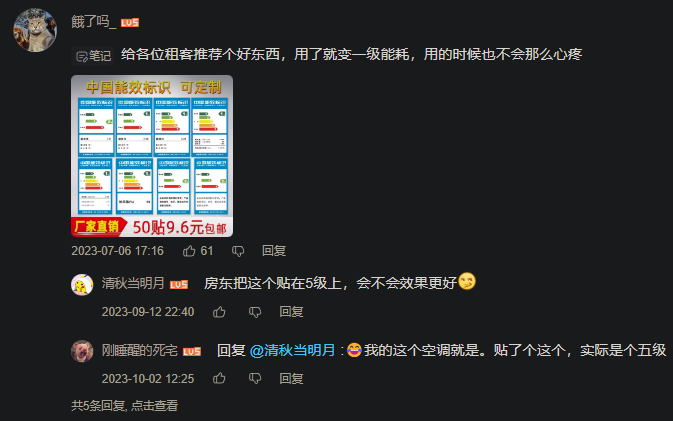 餓了吗_ LV5
笔记 给各位租客推荐个好东西，用了就变一级能耗，用的时候也不会那么心疼
中国能效标识 可定制
厂家直销 50贴9.6元包邮
2023-07-06 17:16 61 回复
清秋当明月 LV5 房东把这个贴在5级上，会不会效果更好
2023-09-12 22:40 回复
刚睡醒的死宅 LV5 回复 @清秋当明月 : 我的这个空调就是。贴了个这个，实际是个五级
2023-10-02 12:25 回复
共5条回复, 点击查看